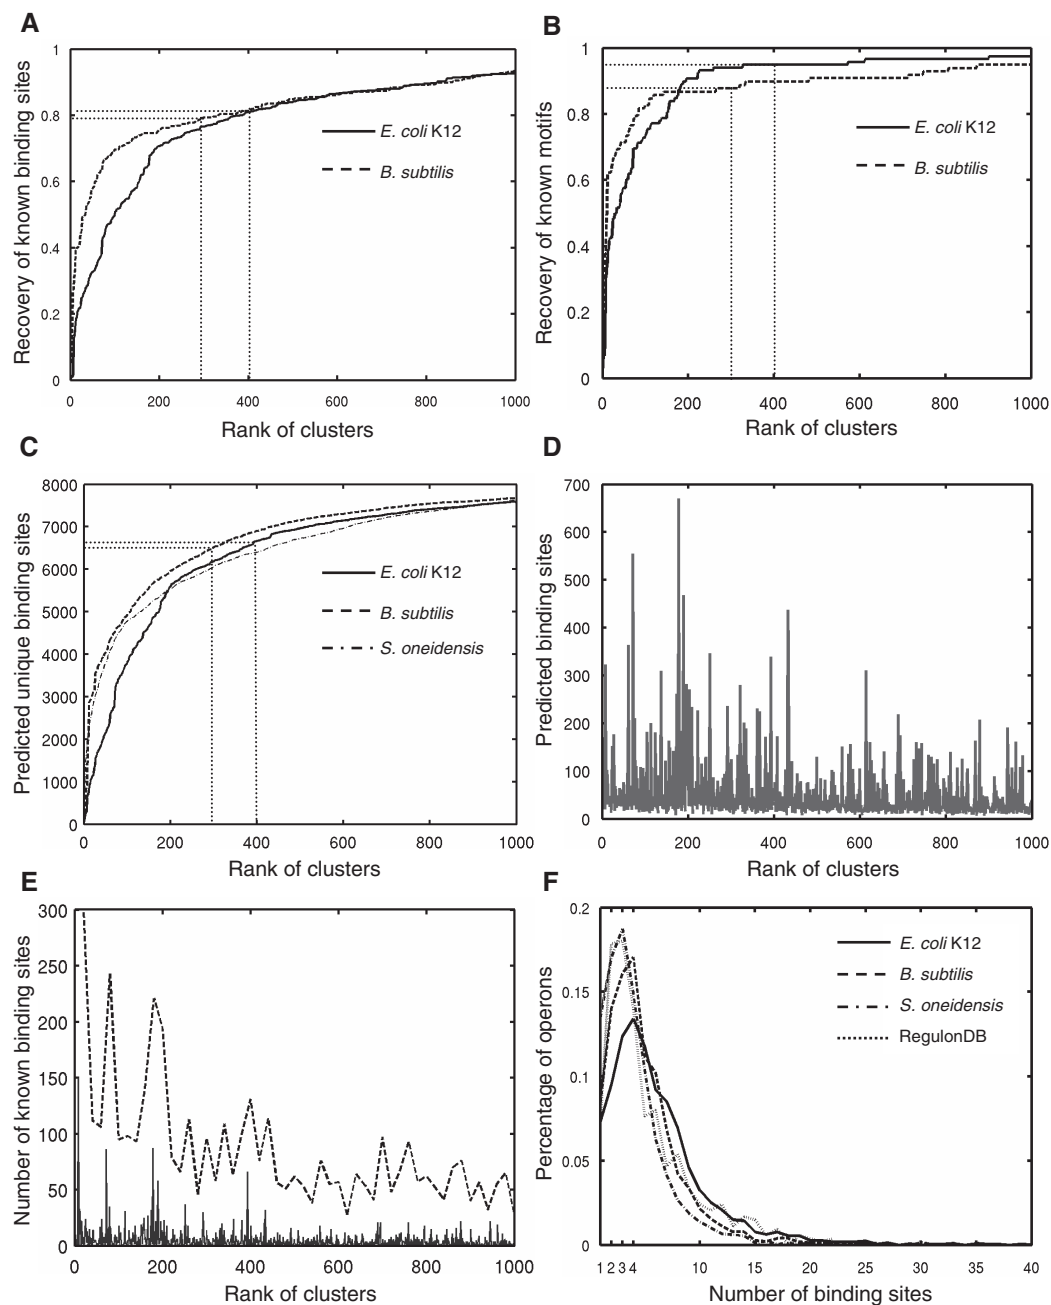 A
Recovery of known binding sites
1
0.8
0.6
0.4
0.2
0
E. coli K12
B. subtilis
0 200 400 600 800 1000
Rank of clusters
B
Recovery of known motifs
1
0.8
0.6
0.4
0.2
0
E. coli K12
B. subtilis
0 200 400 600 800 1000
Rank of clusters
C
Predicted unique binding sites
8000
7000
6000
5000
4000
3000
2000
1000
0
E. coli K12
B. subtilis
S. oneidensis
0 200 400 600 800 1000
Rank of clusters
D
Predicted binding sites
700
600
500
400
300
200
100
0
0 200 400 600 800 1000
Rank of clusters
E
Number of known binding sites
300
250
200
150
100
50
0
0 200 400 600 800 1000
Rank of clusters
F
Percentage of operons
0.2
0.15
0.1
0.05
0
E. coli K12
B. subtilis
S. oneidensis
RegulonDB
1 2 3 4 10 15 20 25 30 35 40
Number of binding sites